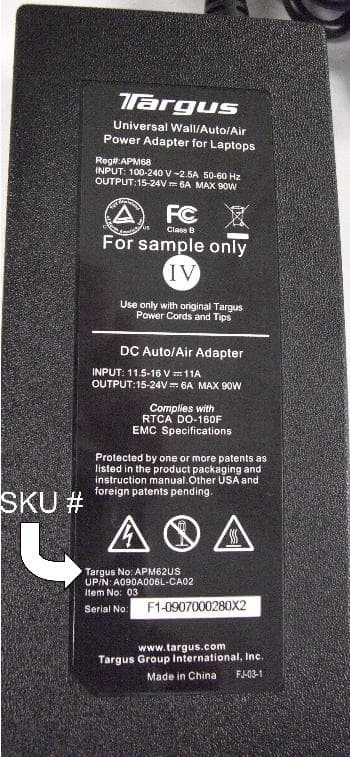 Targus
Universal Wall/Auto/Air
Power Adapter for Laptops
Reg#:APM68
INPUT: 100-240 V ~2.5A 50-60 Hz
OUTPUT:15-24V ⎓ 6A MAX 90W
FC
Class B
For sample only
IV
Use only with original Targus
Power Cords and Tips
DC Auto/Air Adapter
INPUT: 11.5-16 V ⎓ 11A
OUTPUT:15-24V ⎓ 6A MAX 90W
Complies with
RTCA DO-160F
EMC Specifications
Protected by one or more patents as
listed in the product packaging and
instruction manual.Other USA and
foreign patents pending.
SKU #
Targus No: APM62US
UP/N: A090A006L-CA02
Item No: 03
Serial No: F1-0907000280X2
www.targus.com
Targus Group International, Inc.
Made in China FJ-03-1